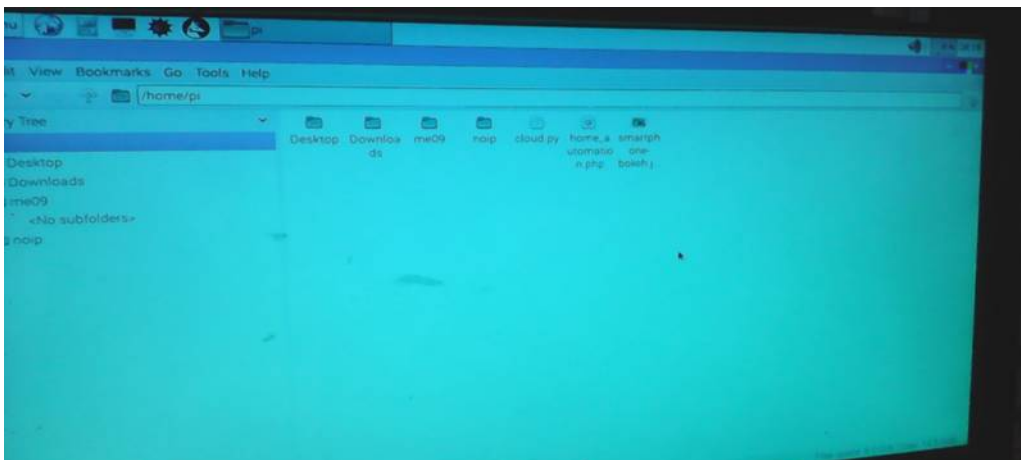 pi
View Bookmarks Go Tools Help
/home/pi
Tree
Desktop
Downloads
me09
<No subfolders>
noip
Desktop Downloa me09 noip cloud.py home_a smartph
ds utomatio one-
n.php bokeh.j